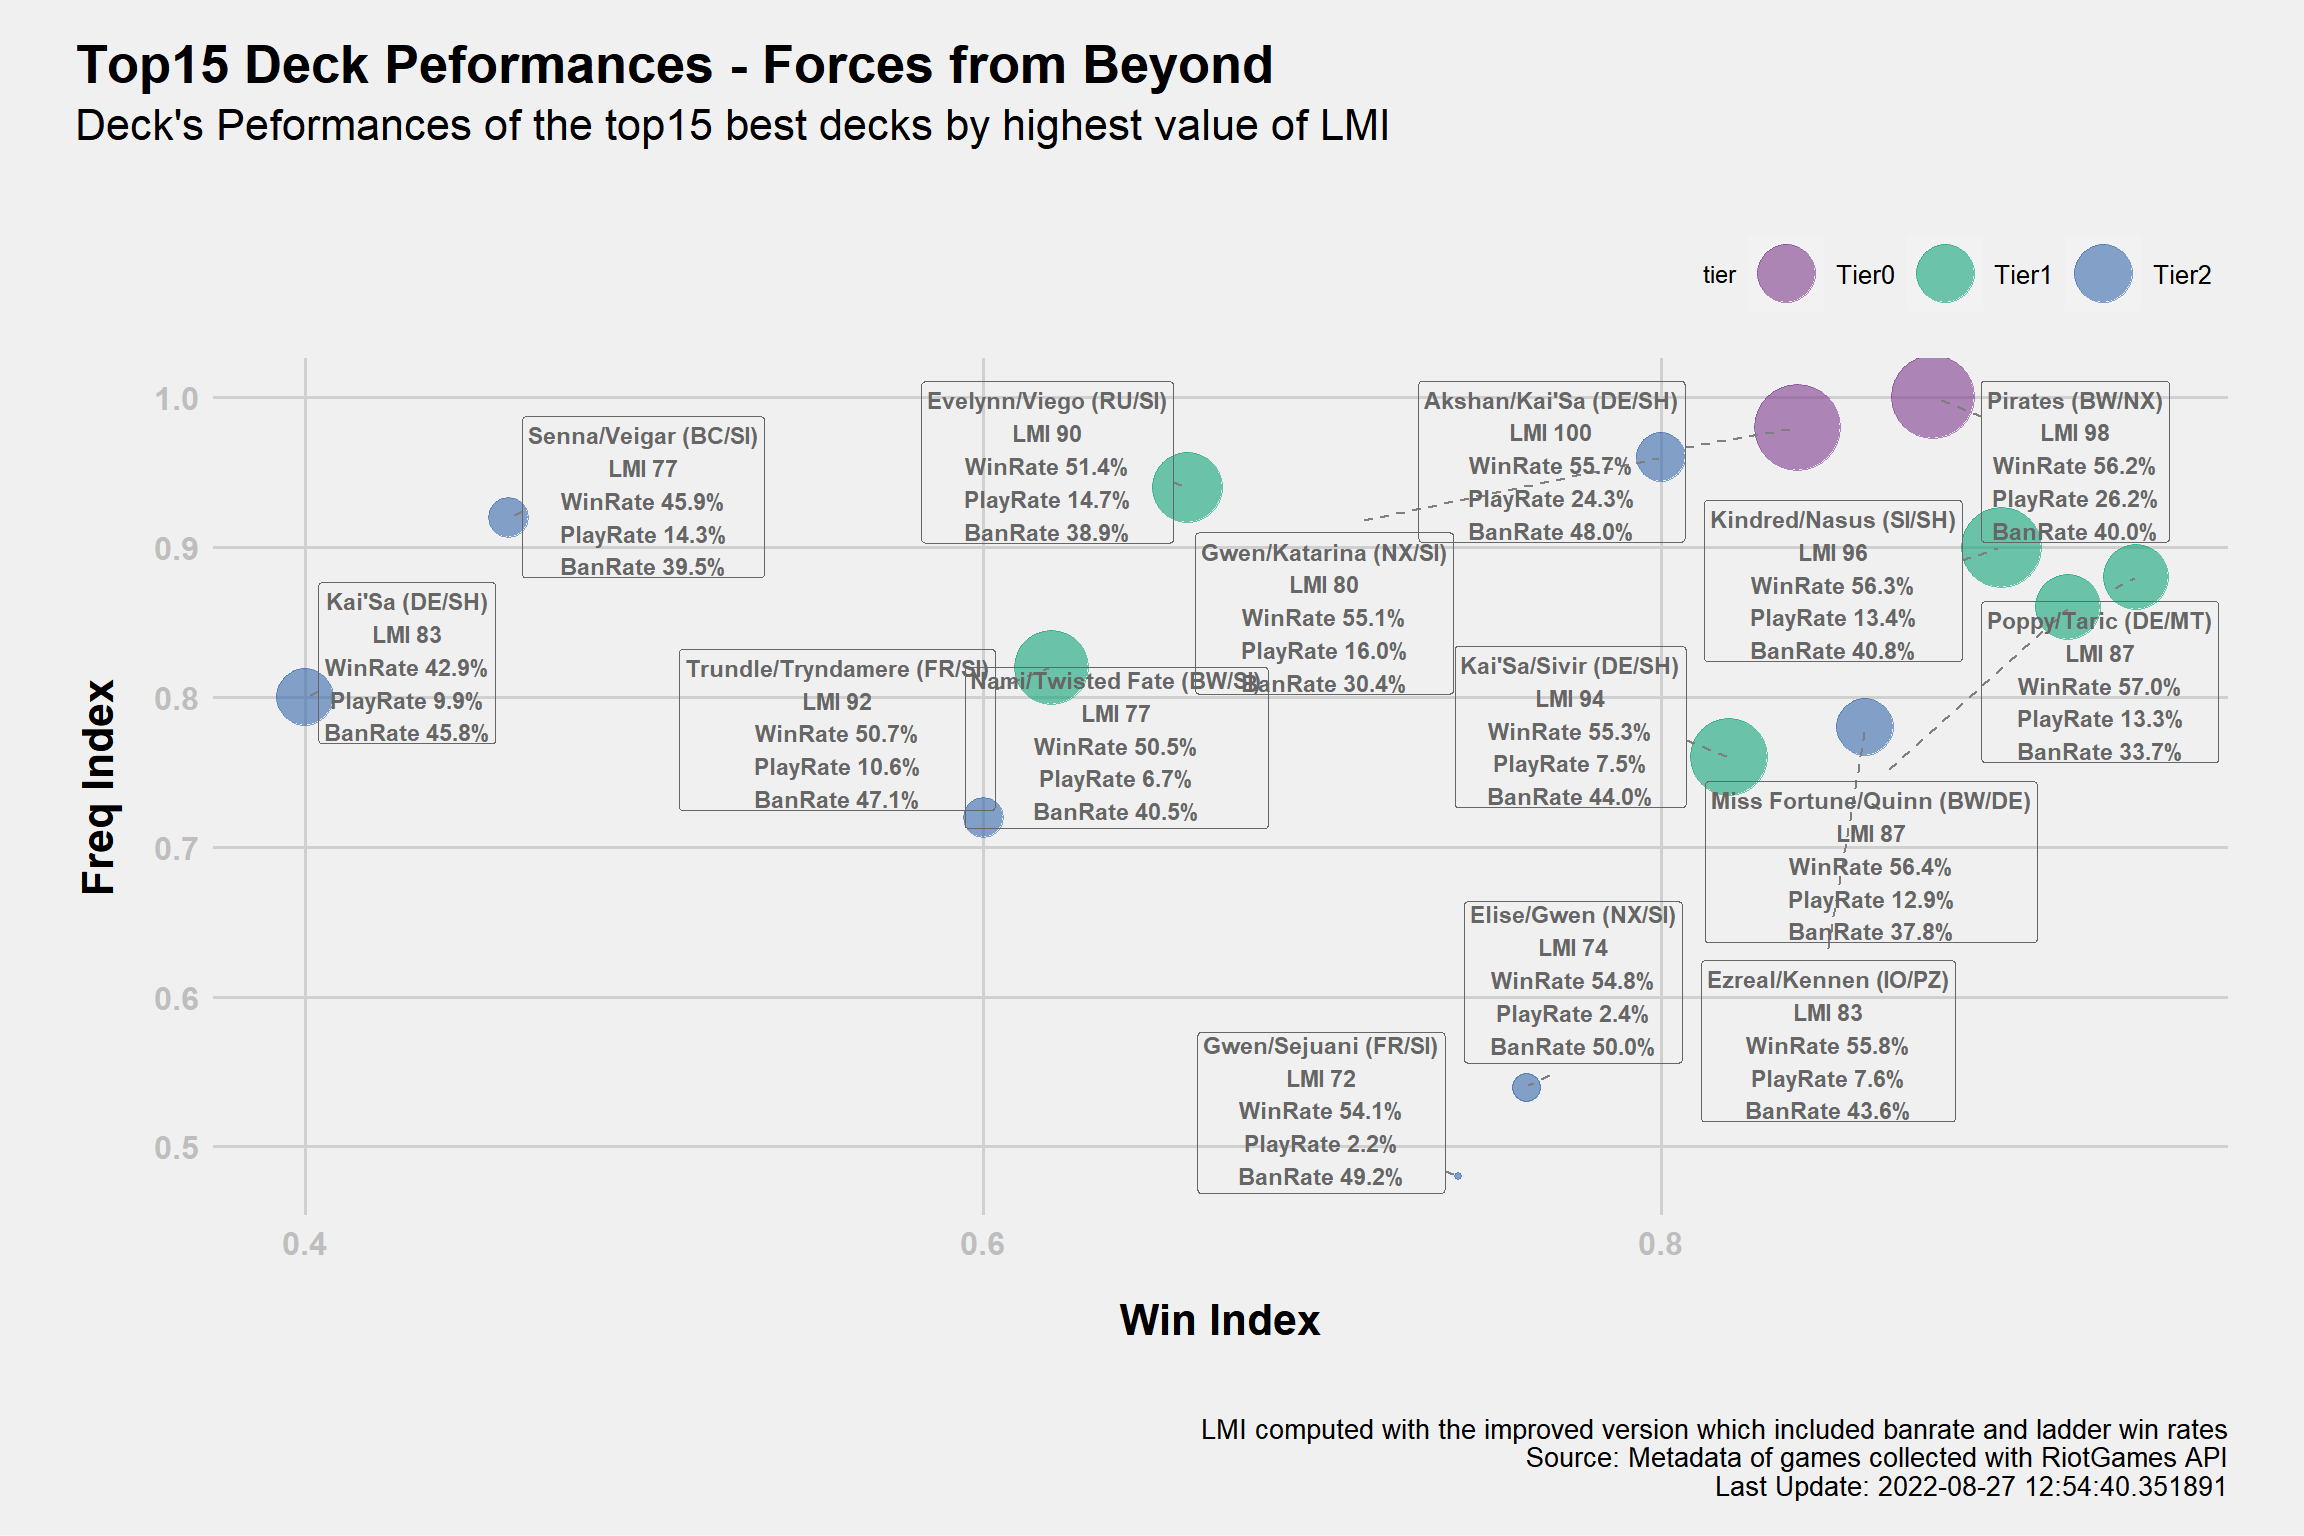 Top15 Deck Peformances - Forces from Beyond
Deck's Peformances of the top15 best decks by highest value of LMI
tier
Tier0
Tier1
Tier2
Freq Index
1.0
0.9
0.8
0.7
0.6
0.5
Senna/Veigar (BC/SI)
LMI 77
WinRate 45.9%
PlayRate 14.3%
BanRate 39.5%
Kai'Sa (DE/SH)
LMI 83
WinRate 42.9%
PlayRate 9.9%
BanRate 45.8%
Evelynn/Viego (RU/SI)
LMI 90
WinRate 51.4%
PlayRate 14.7%
BanRate 38.9%
Trundle/Tryndamere (FR/SI)
LMI 92
WinRate 50.7%
PlayRate 10.6%
BanRate 47.1%
Nami/Twisted Fate (BW/SI)
LMI 77
WinRate 50.5%
PlayRate 6.7%
BanRate 40.5%
Gwen/Katarina (NX/SI)
LMI 80
WinRate 55.1%
PlayRate 16.0%
BanRate 30.4%
Akshan/Kai'Sa (DE/SH)
LMI 100
WinRate 55.7%
PlayRate 24.3%
BanRate 48.0%
Pirates (BW/NX)
LMI 98
WinRate 56.2%
PlayRate 26.2%
BanRate 40.0%
Kindred/Nasus (SI/SH)
LMI 96
WinRate 56.3%
PlayRate 13.4%
BanRate 40.8%
Poppy/Taric (DE/MT)
LMI 87
WinRate 57.0%
PlayRate 13.3%
BanRate 33.7%
Kai'Sa/Sivir (DE/SH)
LMI 94
WinRate 55.3%
PlayRate 7.5%
BanRate 44.0%
Miss Fortune/Quinn (BW/DE)
LMI 87
WinRate 56.4%
PlayRate 12.9%
BanRate 37.8%
Elise/Gwen (NX/SI)
LMI 74
WinRate 54.8%
PlayRate 2.4%
BanRate 50.0%
Ezreal/Kennen (IO/PZ)
LMI 83
WinRate 55.8%
PlayRate 7.6%
BanRate 43.6%
Gwen/Sejuani (FR/SI)
LMI 72
WinRate 54.1%
PlayRate 2.2%
BanRate 49.2%
0.4
0.6
0.8
Win Index
LMI computed with the improved version which included banrate and ladder win rates
Source: Metadata of games collected with RiotGames API
Last Update: 2022-08-27 12:54:40.351891